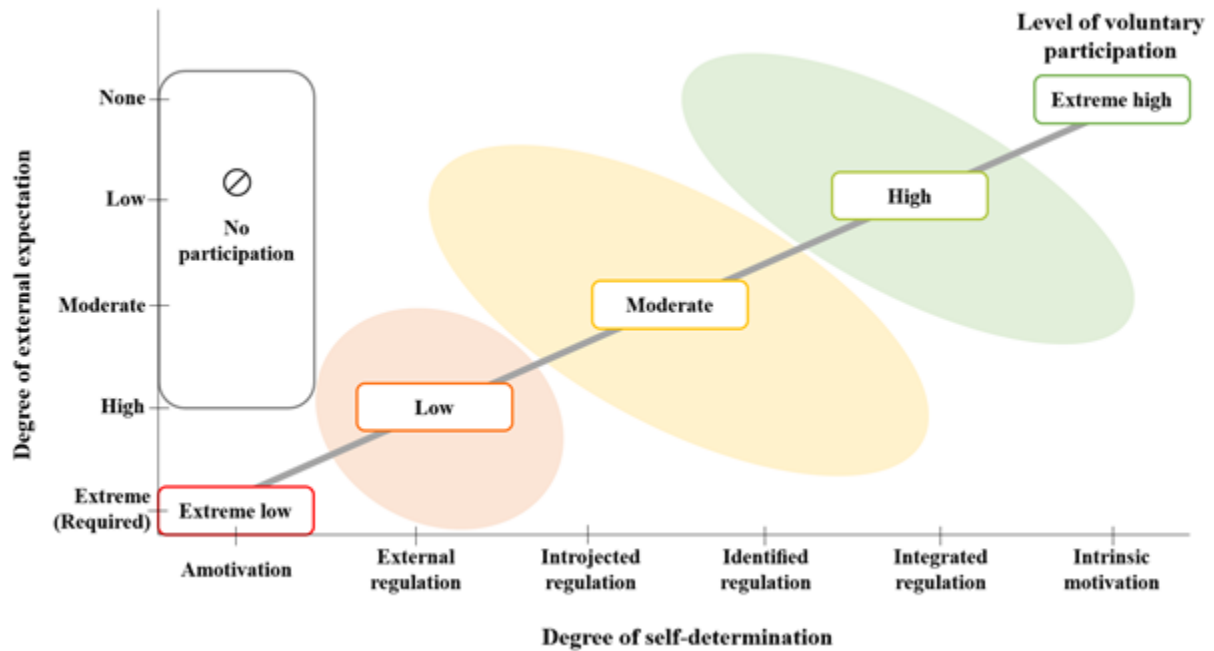 Level of voluntary
participation
Extreme high
None
Low
No
participation
High
Moderate
Moderate
High
Low
Extreme
(Required)
Extreme low
Degree of external expectation
Amotivation
External
regulation
Introjected
regulation
Identified
regulation
Integrated
regulation
Intrinsic
motivation
Degree of self-determination